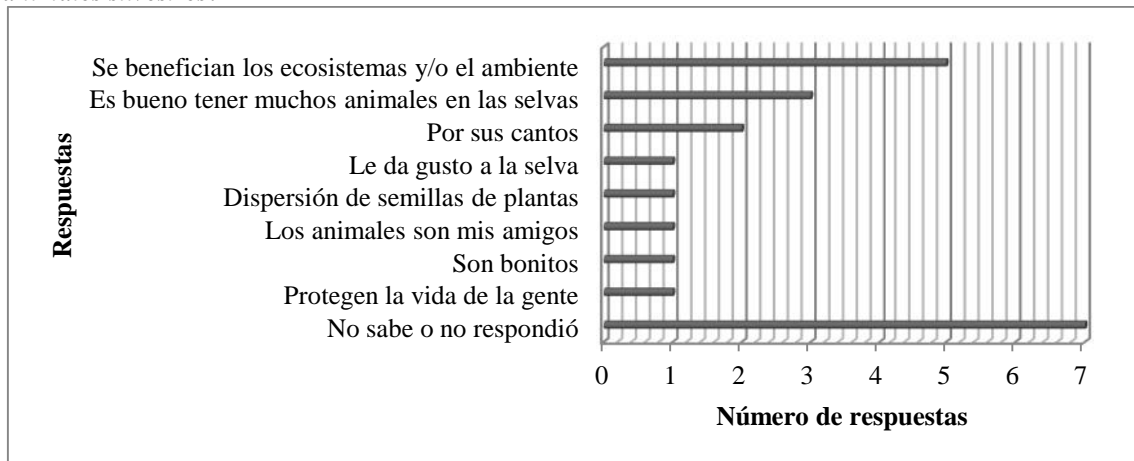 Se benefician los ecosistemas y/o el ambiente
Es bueno tener muchos animales en las selvas
Por sus cantos
Le da gusto a la selva
Dispersión de semillas de plantas
Los animales son mis amigos
Son bonitos
Protegen la vida de la gente
No sabe o no respondió
Respuestas
0 1 2 3 4 5 6 7
Número de respuestas